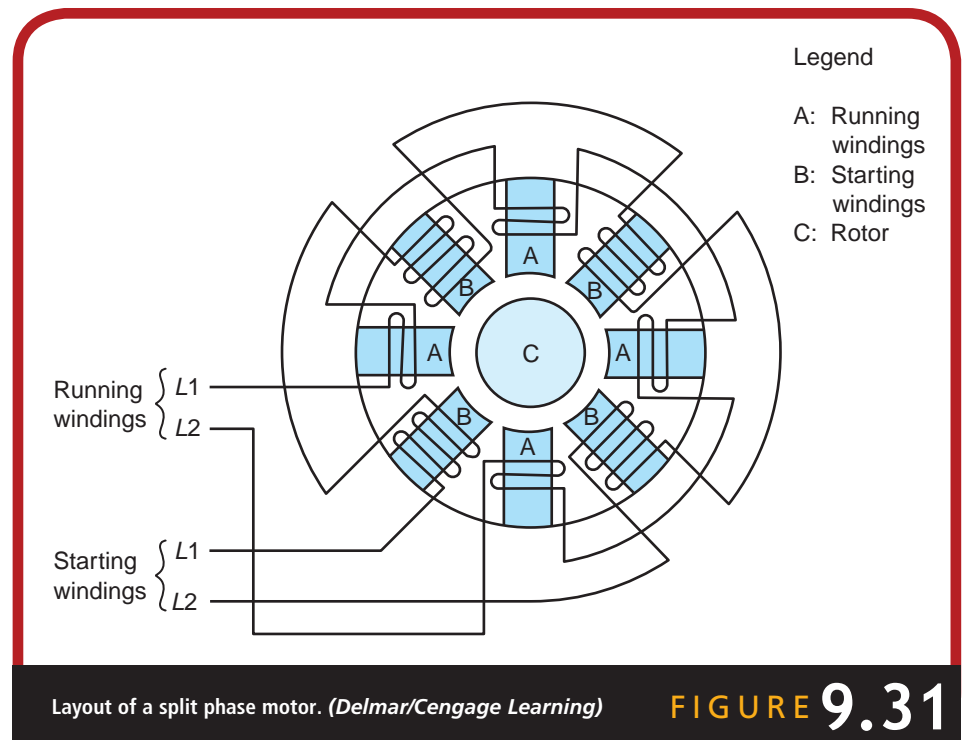 Legend
A: Running
windings
B: Starting
windings
C: Rotor
A
B
B
A
C
A
B
A
B
Running
windings
L1
L2
Starting
windings
L1
L2
Layout of a split phase motor. (Delmar/Cengage Learning)
FIGURE 9.31